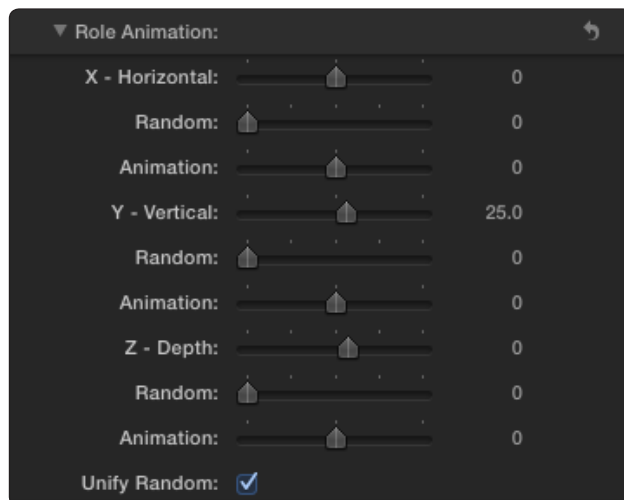 Role Animation:
X - Horizontal: 0
Random: 0
Animation: 0
Y - Vertical: 25.0
Random: 0
Animation: 0
Z - Depth: 0
Random: 0
Animation: 0
Unify Random: